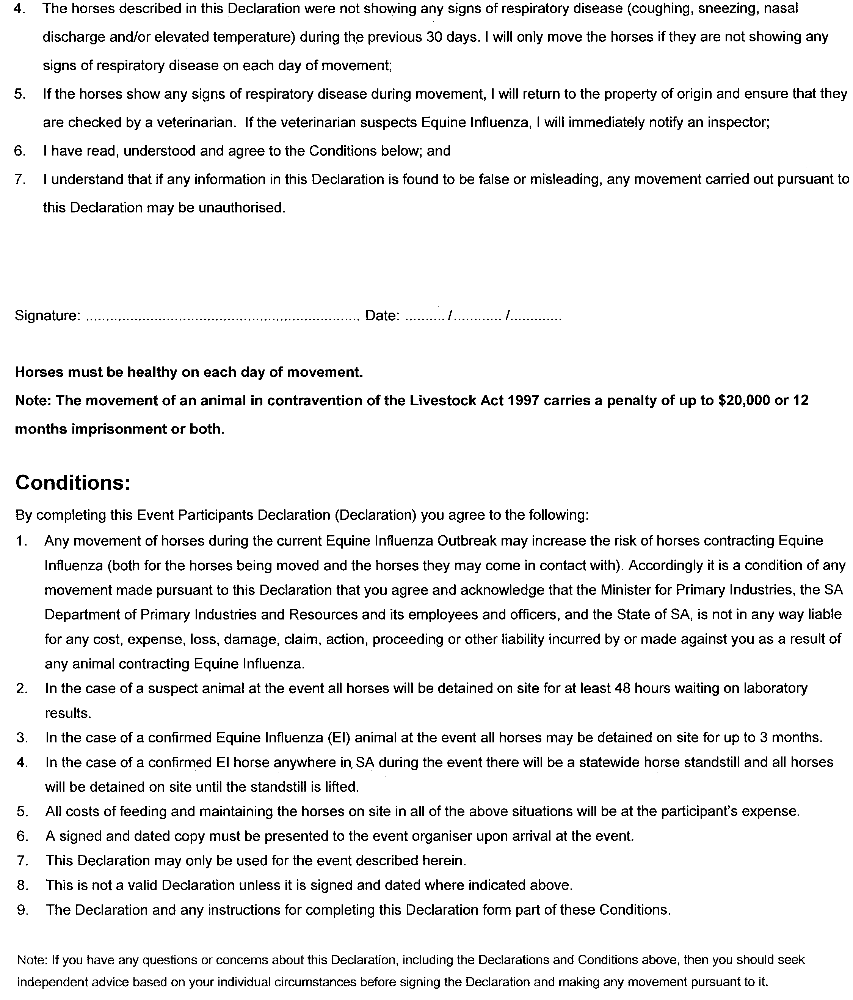 4. The horses described in this Declaration were not showing any signs of respiratory disease (coughing, sneezing, nasal
discharge and/or elevated temperature) during the previous 30 days. I will only move the horses if they are not showing any
signs of respiratory disease on each day of movement;
5. If the horses show any signs of respiratory disease during movement, I will return to the property of origin and ensure that they
are checked by a veterinarian. If the veterinarian suspects Equine Influenza, I will immediately notify an inspector;
6. I have read, understood and agree to the Conditions below; and
7. I understand that if any information in this Declaration is found to be false or misleading, any movement carried out pursuant to
this Declaration may be unauthorised.
Signature: .................................................................... Date: .......... /............ /.............
Horses must be healthy on each day of movement.
Note: The movement of an animal in contravention of the Livestock Act 1997 carries a penalty of up to $20,000 or 12
months imprisonment or both.
Conditions:
By completing this Event Participants Declaration (Declaration) you agree to the following:
1. Any movement of horses during the current Equine Influenza Outbreak may increase the risk of horses contracting Equine
Influenza (both for the horses being moved and the horses they may come in contact with). Accordingly it is a condition of any
movement made pursuant to this Declaration that you agree and acknowledge that the Minister for Primary Industries, the SA
Department of Primary Industries and Resources and its employees and officers, and the State of SA, is not in any way liable
for any cost, expense, loss, damage, claim, action, proceeding or other liability incurred by or made against you as a result of
any animal contracting Equine Influenza.
2. In the case of a suspect animal at the event all horses will be detained on site for at least 48 hours waiting on laboratory
results.
3. In the case of a confirmed Equine Influenza (EI) animal at the event all horses may be detained on site for up to 3 months.
4. In the case of a confirmed EI horse anywhere in SA during the event there will be a statewide horse standstill and all horses
will be detained on site until the standstill is lifted.
5. All costs of feeding and maintaining the horses on site in all of the above situations will be at the participant's expense.
6. A signed and dated copy must be presented to the event organiser upon arrival at the event.
7. This Declaration may only be used for the event described herein.
8. This is not a valid Declaration unless it is signed and dated where indicated above.
9. The Declaration and any instructions for completing this Declaration form part of these Conditions.
Note: If you have any questions or concerns about this Declaration, including the Declarations and Conditions above, then you should seek
independent advice based on your individual circumstances before signing the Declaration and making any movement pursuant to it.